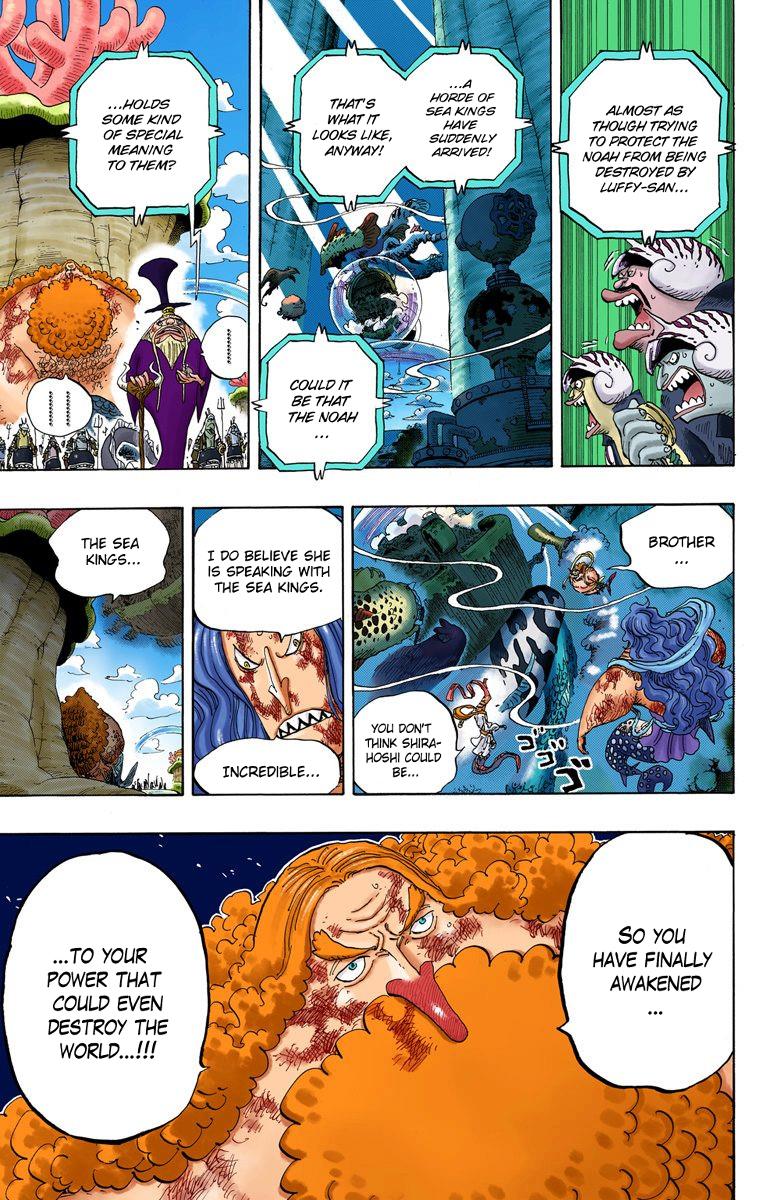 ALMOST AS
THOUGH TRYING
TO PROTECT THE
NOAH FROM BEING
DESTROYED BY
LUFFY-SAN...
...A
HORDE OF
SEA KINGS
HAVE
SUDDENLY
ARRIVED!
THAT'S
WHAT IT
LOOKS LIKE,
ANYWAY!
COULD IT
BE THAT
THE NOAH
...
...HOLDS
SOME KIND
OF SPECIAL
MEANING
TO THEM?
......
......
BROTHER
...
YOU DON'T
THINK SHIRA-
HOSHI COULD
BE...
ゴゴゴ
I DO BELIEVE SHE
IS SPEAKING WITH
THE SEA KINGS.
INCREDIBLE...
THE SEA
KINGS...
SO YOU
HAVE FINALLY
AWAKENED
...
...TO YOUR
POWER THAT
COULD EVEN
DESTROY THE
WORLD...!!!